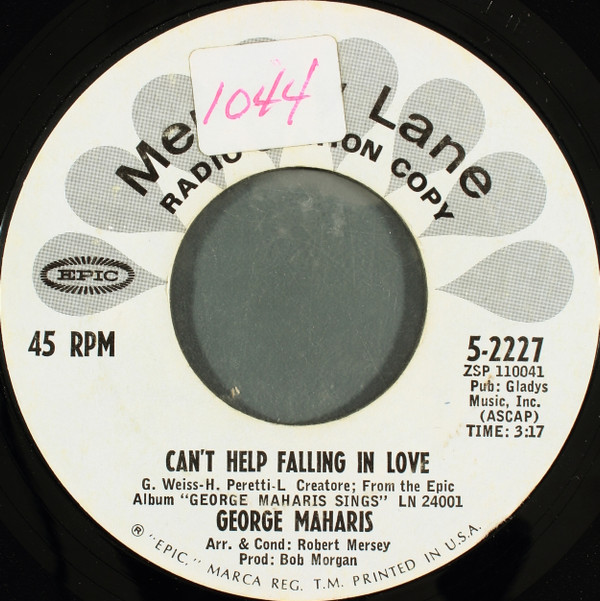 1044
Lane
RADIO COPY
EPIC
45 RPM
5-2227
ZSP 110041
Pub: Gladys
Music, Inc.
(ASCAP)
TIME: 3:17
CAN'T HELP FALLING IN LOVE
G. Weiss-H. Peretti-L Creatore; From the Epic
Album "GEORGE MAHARIS SINGS" LN 24001
GEORGE MAHARIS
Arr. & Cond: Robert Mersey
Prod: Bob Morgan
® "EPIC," MARCA REG. T.M. PRINTED IN U.S.A.